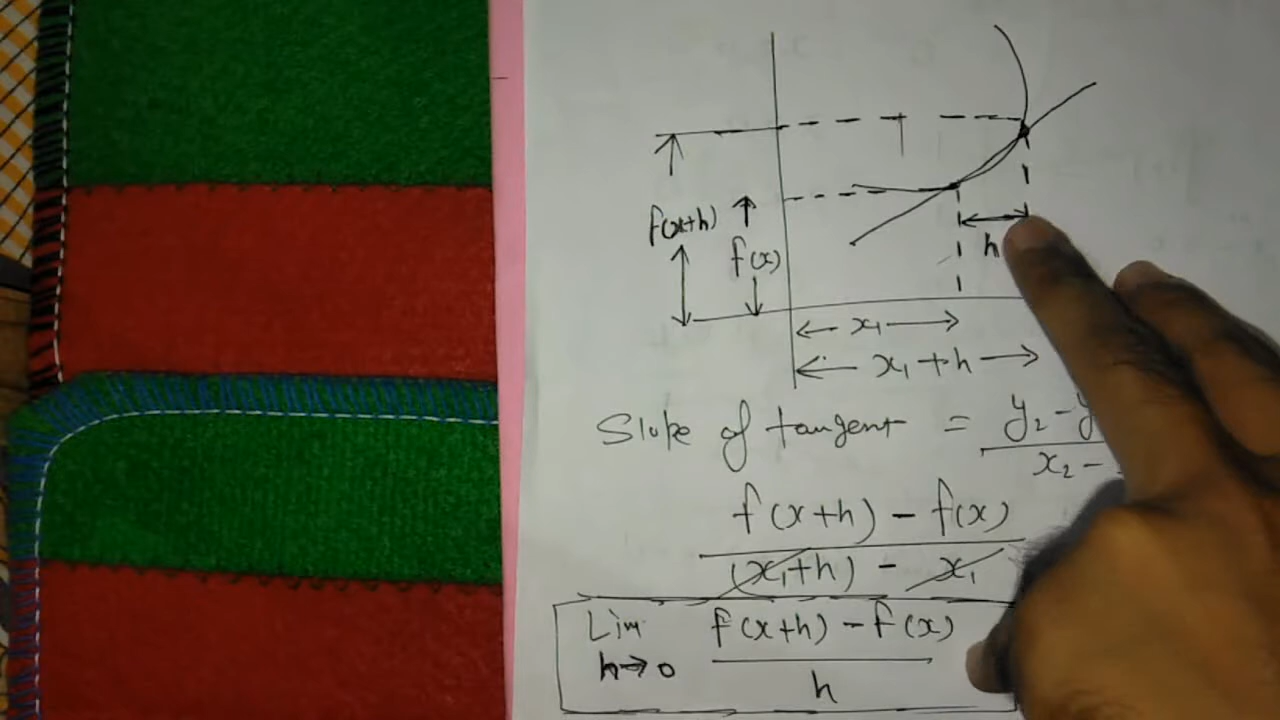 f(x+h)
f(x)
h
x₁
x₁ + h
Slope of tangent = y₂ - y
x₂ -
f(x+h) - f(x)
(x₁+h) - x₁
Lim f(x+h) - f(x)
h→0 h